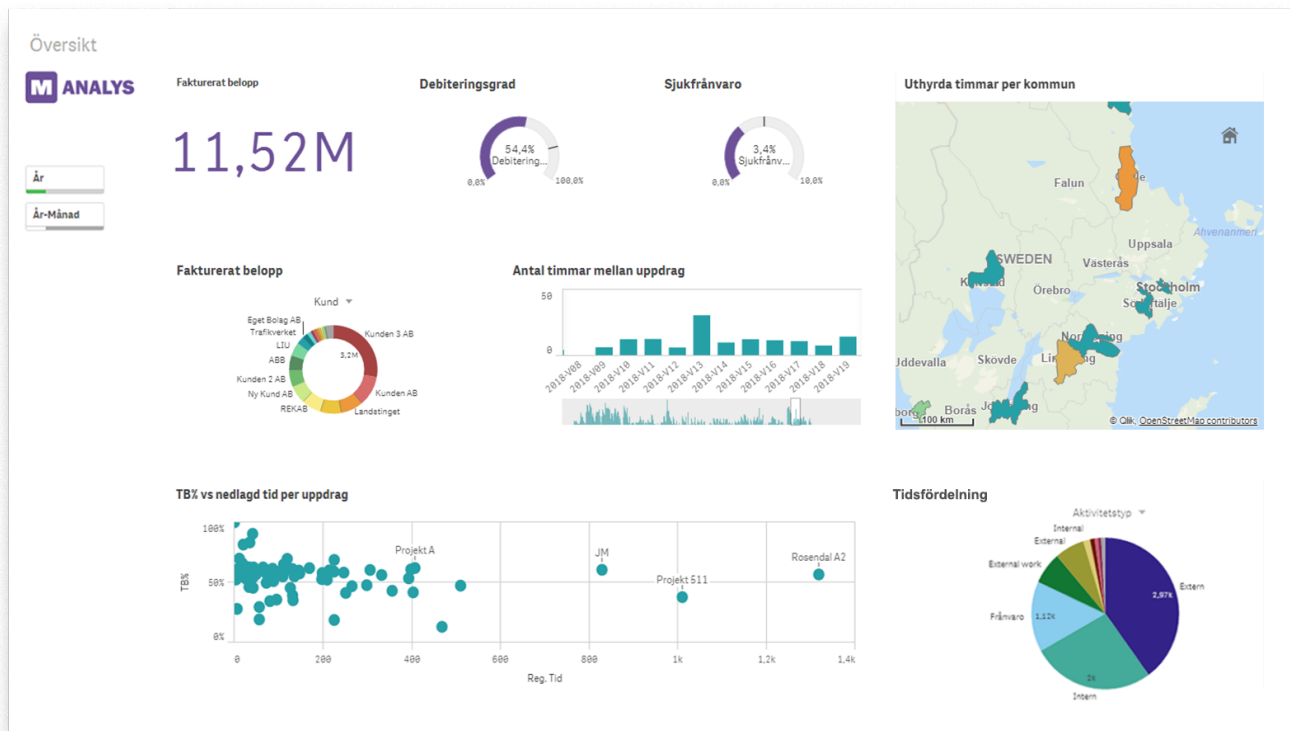 Översikt
M ANALYS
År
År-Månad
Fakturerat belopp
11,52M
Debiteringsgrad
54,4%
Debitering...
0,0%
100,0%
Sjukfrånvaro
3,4%
Sjukfrånv...
0,0%
10,0%
Uthyrda timmar per kommun
Falun
Uppsala
Ahvenanmeri
SWEDEN
Västerås
Örebro
Stockholm
Skövde
Uddevalla
Borås
100 km
© Qlik, OpenStreetMap contributors
Fakturerat belopp
Kund
Eget Bolag AB
Trafikverket
LIU
ABB
Kunden 2 AB
Ny Kund AB
REKAB
Landatinget
Kunden AB
Kunden 3 AB
3,2M
Antal timmar mellan uppdrag
50
0
2018-V08
2018-V09
2018-V10
2018-V11
2018-V12
2018-V13
2018-V14
2018-V15
2018-V16
2018-V17
2018-V18
2018-V19
TB% vs nedlagd tid per uppdrag
TB%
100%
50%
0%
Projekt A
JM
Projekt 511
Rosendal A2
0
200
400
600
800
1k
1,2k
1,4k
Reg. Tid
Tidsfördelning
Aktivitetstyp
Internal
External
External work
Frånvaro
1,12k
Extern
2,97k
2k
Intern